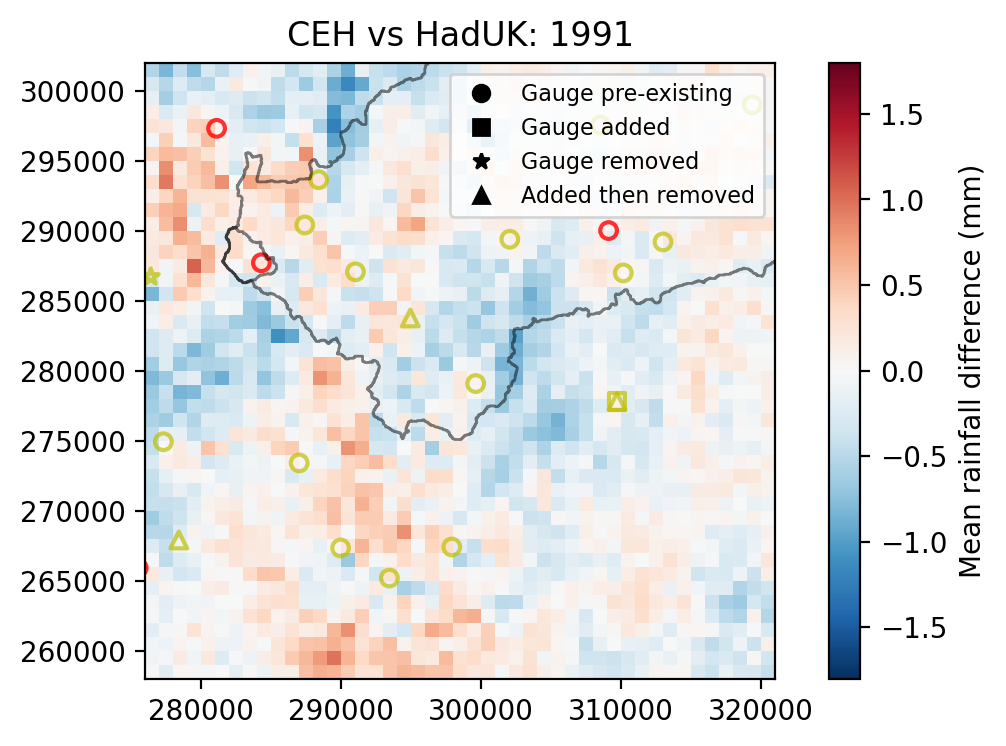 CEH vs HadUK: 1991
Gauge pre-existing
Gauge added
Gauge removed
Added then removed
300000
295000
290000
285000
280000
275000
270000
265000
260000
280000 290000 300000 310000 320000
1.5
1.0
0.5
0.0
−0.5
−1.0
−1.5
Mean rainfall difference (mm)